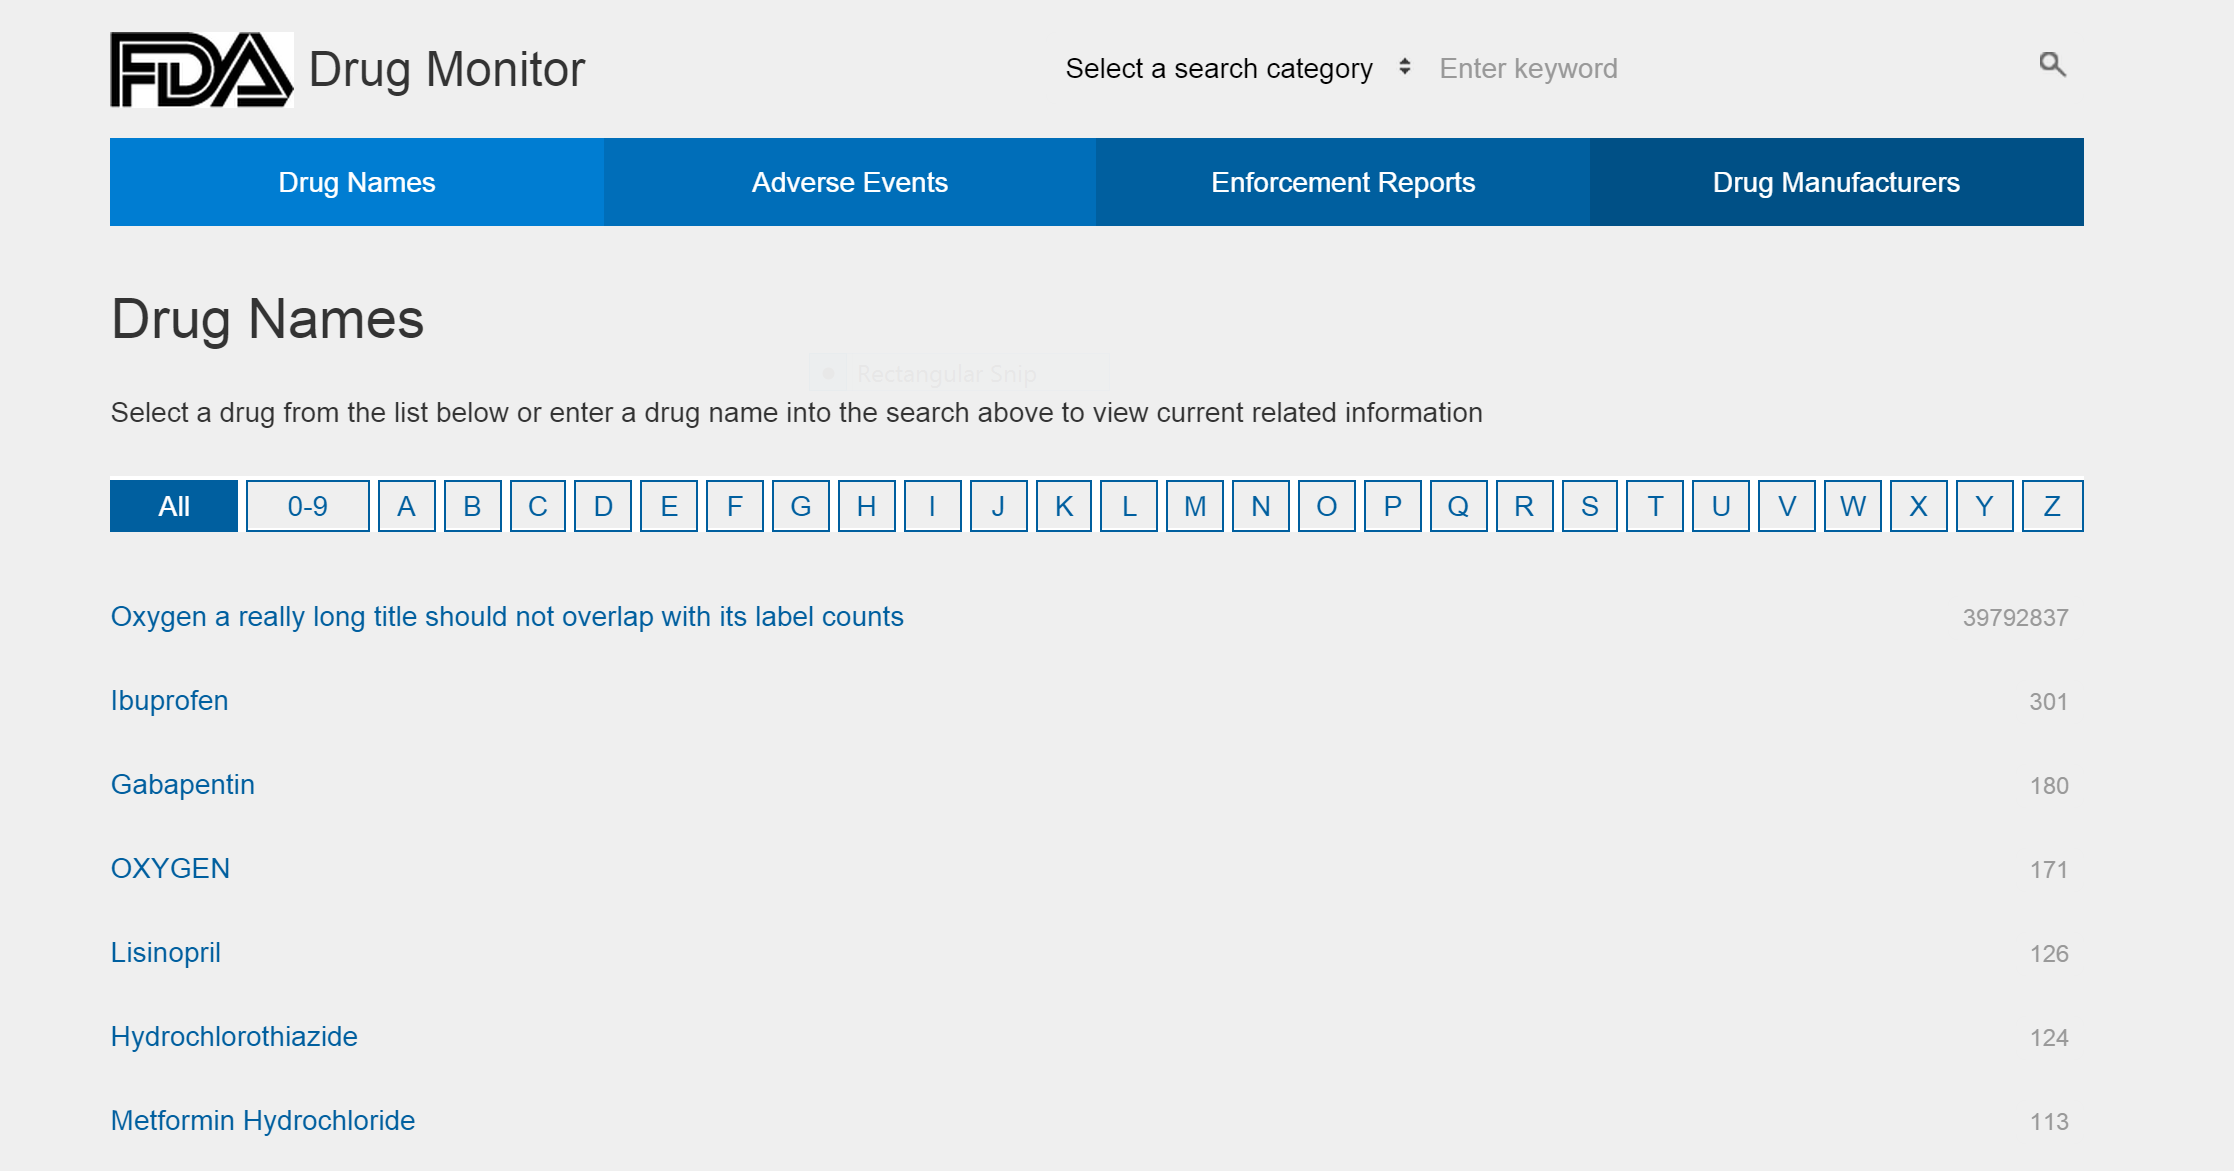 FDA Drug Monitor
Select a search category Enter keyword
Drug Names Adverse Events Enforcement Reports Drug Manufacturers
Drug Names
Rectangular Snip
Select a drug from the list below or enter a drug name into the search above to view current related information
All 0-9 A B C D E F G H I J K L M N O P Q R S T U V W X Y Z
Oxygen a really long title should not overlap with its label counts 39792837
Ibuprofen 301
Gabapentin 180
OXYGEN 171
Lisinopril 126
Hydrochlorothiazide 124
Metformin Hydrochloride 113